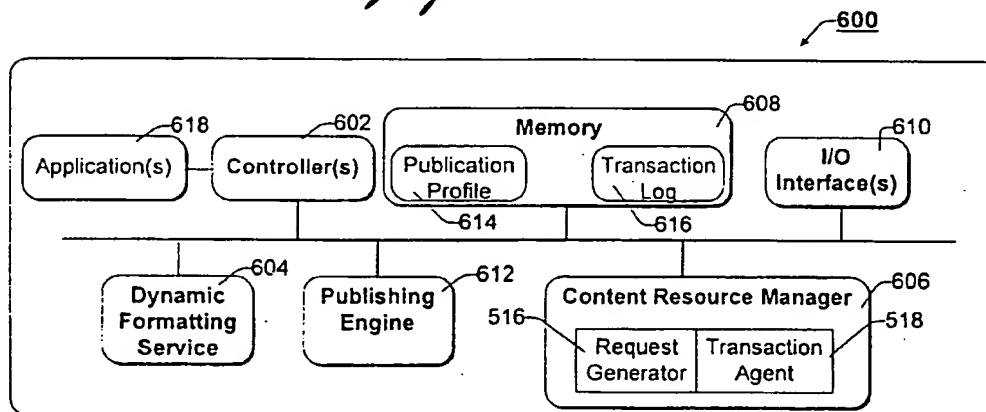 600
618
602
608
610
Application(s)
Controller(s)
Memory
Publication
Profile
Transaction
Log
I/O
Interface(s)
614
616
604
612
606
Dynamic
Formatting
Service
Publishing
Engine
Content Resource Manager
516
518
Request
Generator
Transaction
Agent